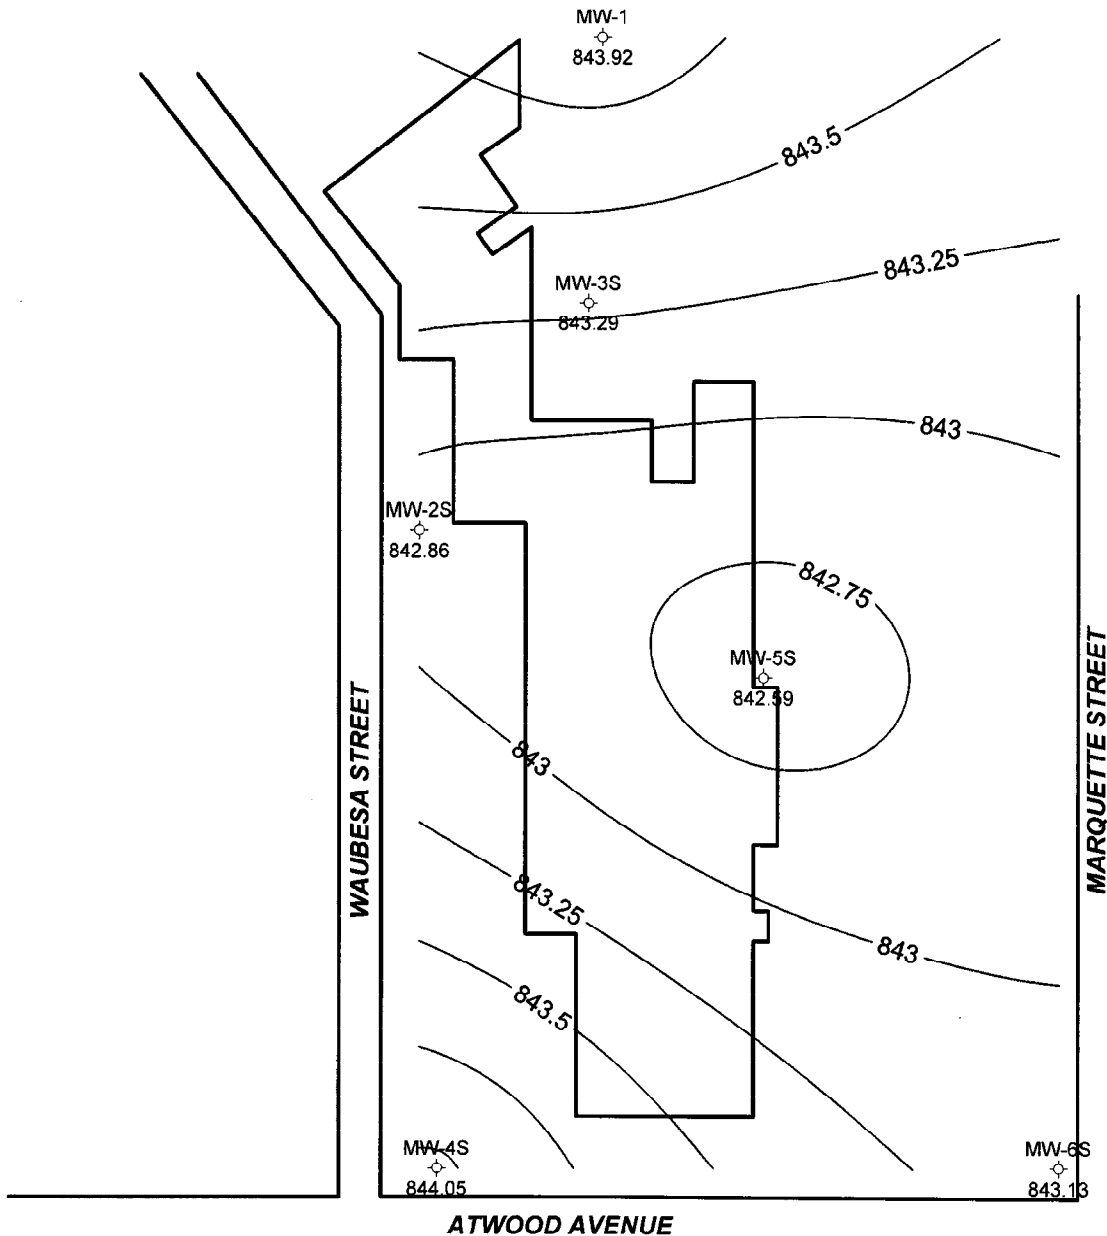 MW-1
843.92
843.5
843.25
MW-3S
843.29
843
MW-2S
842.86
842.75
MW-5S
842.59
WAUBESA STREET
MARQUETTE STREET
843
843.25
843
843.5
MW-4S
844.05
MW-6S
843.13
ATWOOD AVENUE